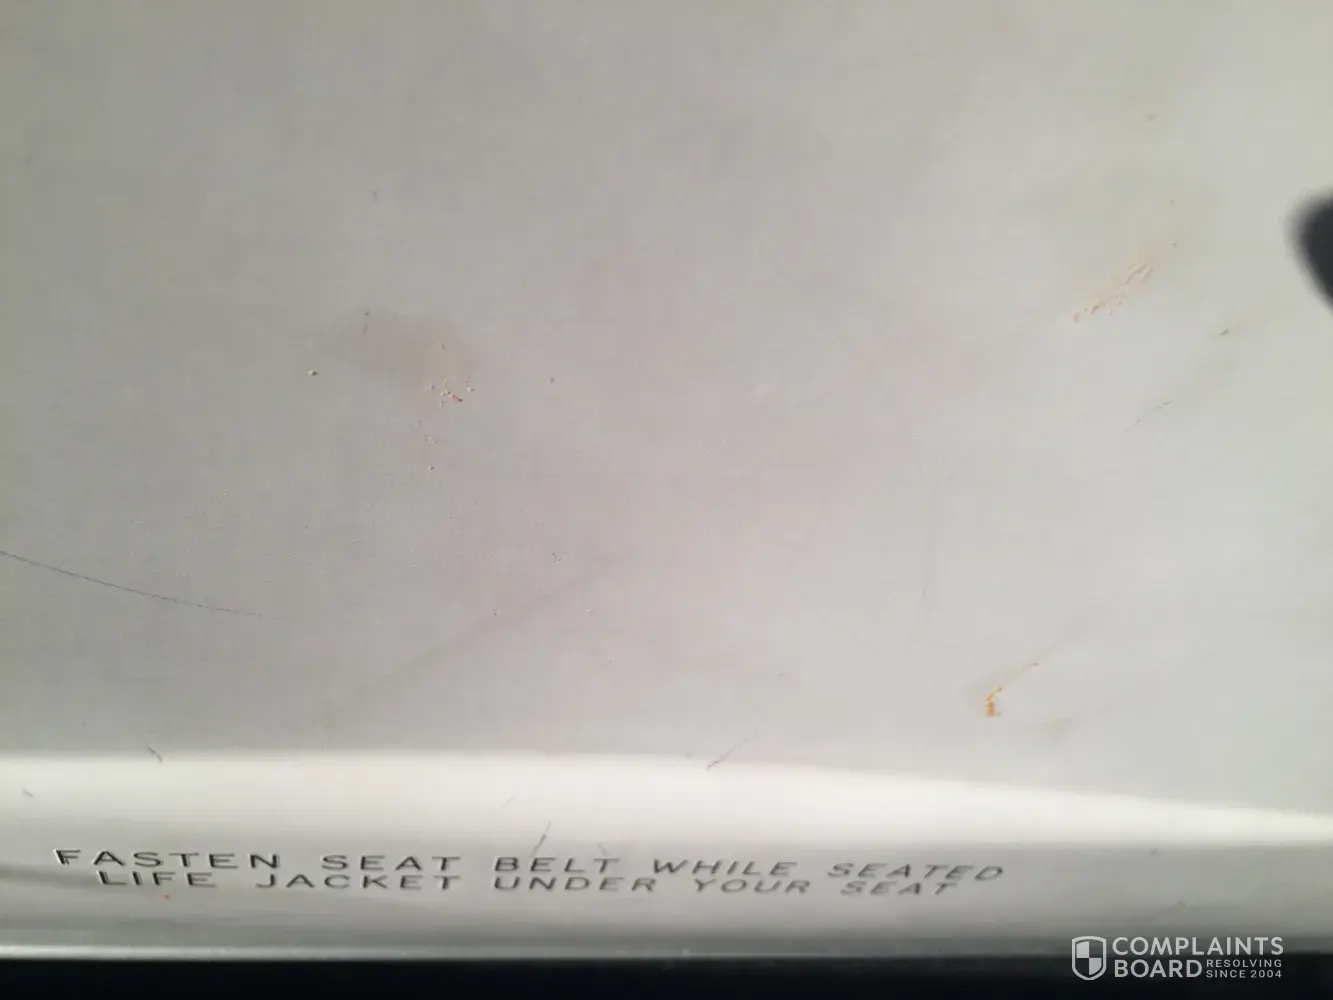 FASTEN SEAT BELT WHILE SEATED
LIFE JACKET UNDER YOUR SEAT
COMPLAINTS
BOARD RESOLVING
SINCE 2004